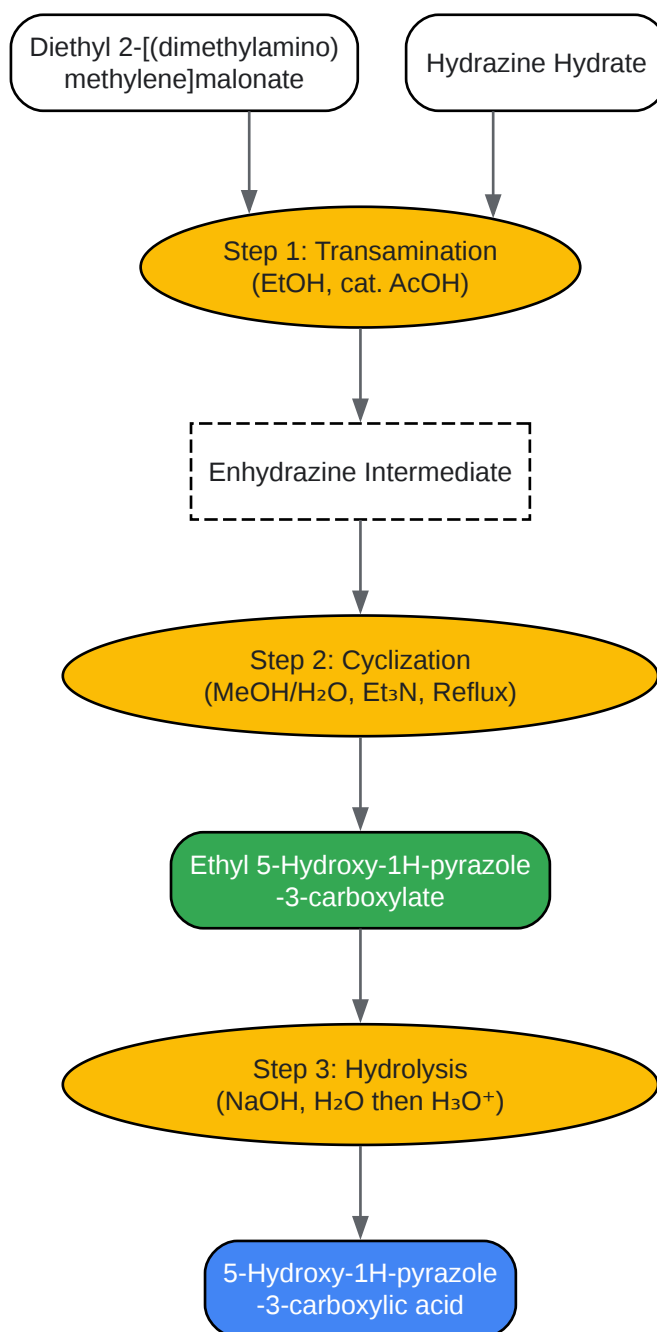 Diethyl 2-[(dimethylamino)
methylene]malonate
Hydrazine Hydrate
Step 1: Transamination
(EtOH, cat. AcOH)
Enhydrazine Intermediate
Step 2: Cyclization
(MeOH/H₂O, Et₃N, Reflux)
Ethyl 5-Hydroxy-1H-pyrazole
-3-carboxylate
Step 3: Hydrolysis
(NaOH, H₂O then H₃O⁺)
5-Hydroxy-1H-pyrazole
-3-carboxylic acid